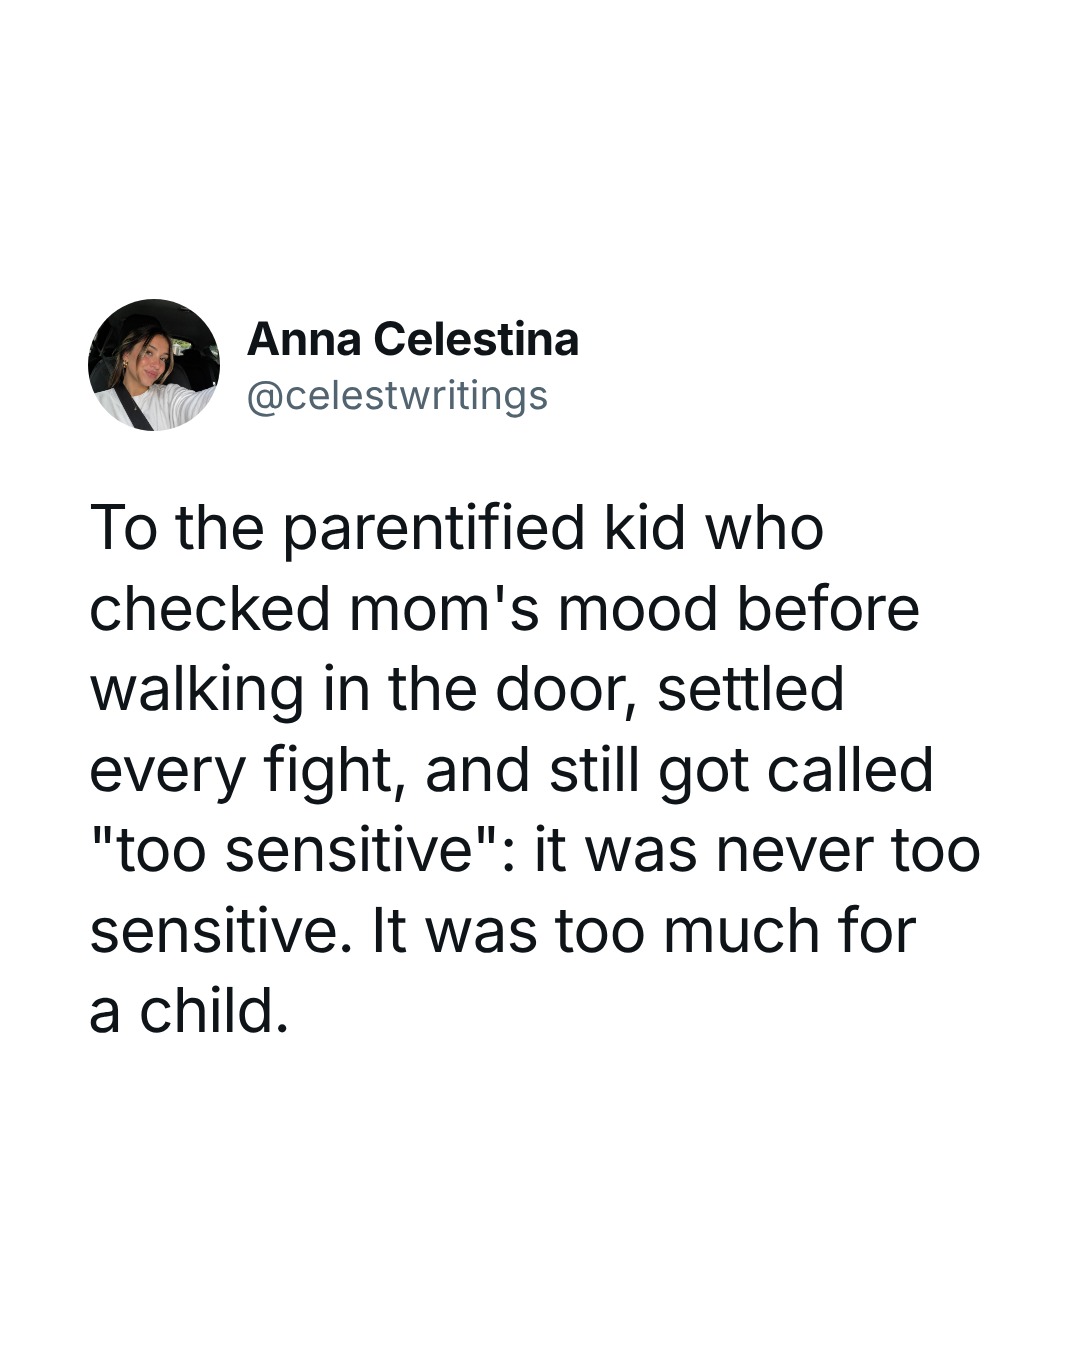 Anna Celestina
@celestwritings
To the parentified kid who
checked mom's mood before
walking in the door, settled
every fight, and still got called
"too sensitive": it was never too
sensitive. It was too much for
a child.